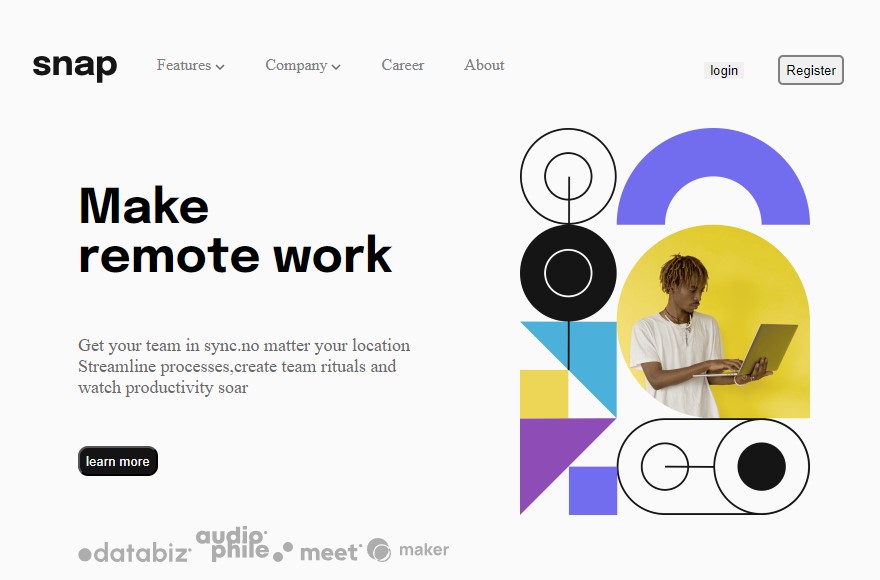 snap
Features
Company
Career
About
login
Register
Make
remote work
Get your team in sync.no matter your location
Streamline processes,create team rituals and
watch productivity soar
learn more
databiz
audiophile
meet
maker